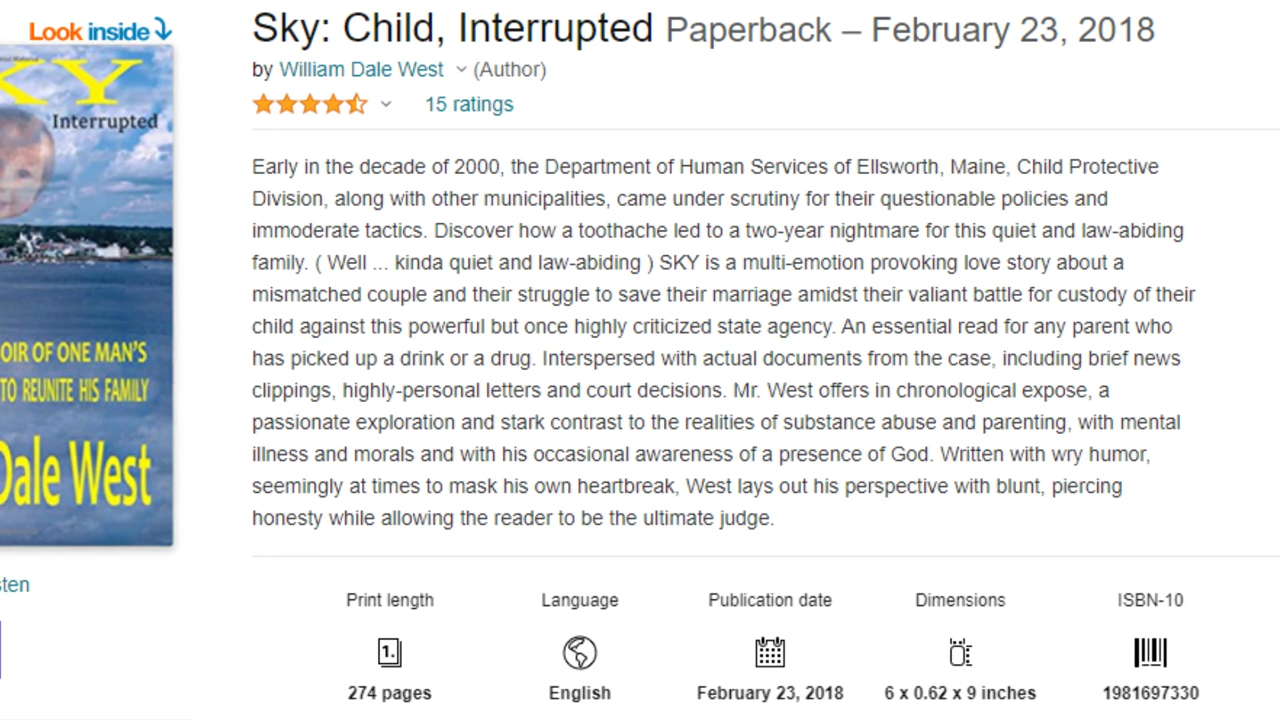 Look inside
Sky: Child, Interrupted Paperback – February 23, 2018
by William Dale West (Author)
15 ratings
KY
Interrupted
OIR OF ONE MAN'S
TO REUNITE HIS FAMILY
Dale West
sten
Early in the decade of 2000, the Department of Human Services of Ellsworth, Maine, Child Protective
Division, along with other municipalities, came under scrutiny for their questionable policies and
immoderate tactics. Discover how a toothache led to a two-year nightmare for this quiet and law-abiding
family. ( Well ... kinda quiet and law-abiding ) SKY is a multi-emotion provoking love story about a
mismatched couple and their struggle to save their marriage amidst their valiant battle for custody of their
child against this powerful but once highly criticized state agency. An essential read for any parent who
has picked up a drink or a drug. Interspersed with actual documents from the case, including brief news
clippings, highly-personal letters and court decisions. Mr. West offers in chronological expose, a
passionate exploration and stark contrast to the realities of substance abuse and parenting, with mental
illness and morals and with his occasional awareness of a presence of God. Written with wry humor,
seemingly at times to mask his own heartbreak, West lays out his perspective with blunt, piercing
honesty while allowing the reader to be the ultimate judge.
Print length Language Publication date Dimensions ISBN-10
1.
274 pages English February 23, 2018 6 x 0.62 x 9 inches 1981697330